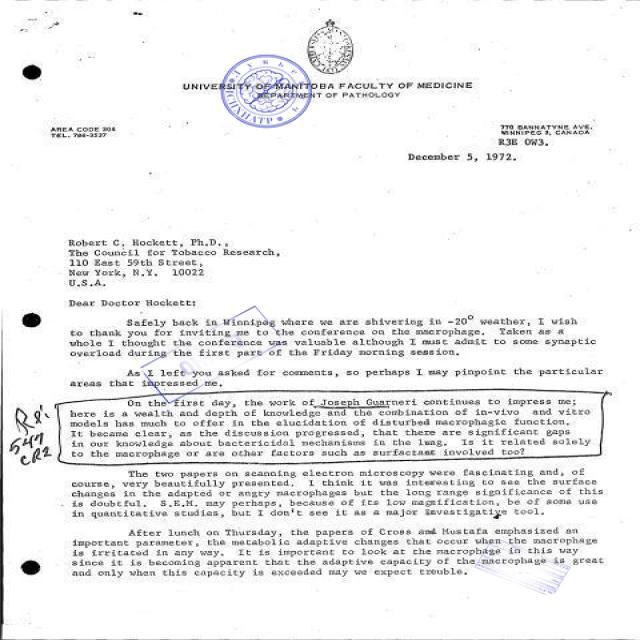 UNIVERSITY OF MANITOBA FACULTY OF MEDICINE
DEPARTMENT OF PATHOLOGY
AREA CODE 204
TEL. 786-3527
770 BANNATYNE AVE.
WINNIPEG 3, CANADA
R3E 0W3.
December 5, 1972.
Robert C. Hockett, Ph.D.,
The Council for Tobacco Research,
110 East 59th Street,
New York, N.Y. 10022
U.S.A.
Dear Doctor Hockett:
Safely back in Winnipeg where we are shivering in -20° weather, I wish
to thank you for inviting me to the conference on the macrophage. Taken as a
whole I thought the conference was valuable although I must admit to some synaptic
overload during the first part of the Friday morning session.
As I left you asked for comments, so perhaps I may pinpoint the particular
areas that impressed me.
On the first day, the work of Joseph Guarneri continues to impress me;
here is a wealth and depth of knowledge and the combination of in-vivo and vitro
models has much to offer in the elucidation of disturbed macrophagic function.
It became clear, as the discussion progressed, that there are significant gaps
in our knowledge about bactericidal mechanisms in the lung. Is it related solely
to the macrophage or are other factors such as surfactant involved too?
Re:
544
CR2
The two papers on scanning electron microscopy were fascinating and, of
course, very beautifully presented. I think it was interesting to see the surface
changes in the adapted or angry macrophages but the long range significance of this
is doubtful. S.E.M. may perhaps, because of its low magnification, be of some use
in quantitative studies, but I don't see it as a major investigative tool.
After lunch on Thursday, the papers of Cross and Mustafa emphasized an
important parameter, the metabolic adaptive changes that occur when the macrophage
is irritated in any way. It is important to look at the macrophage in this way
since it is becoming apparent that the adaptive capacity of the macrophage is great
and only when this capacity is exceeded may we expect trouble.